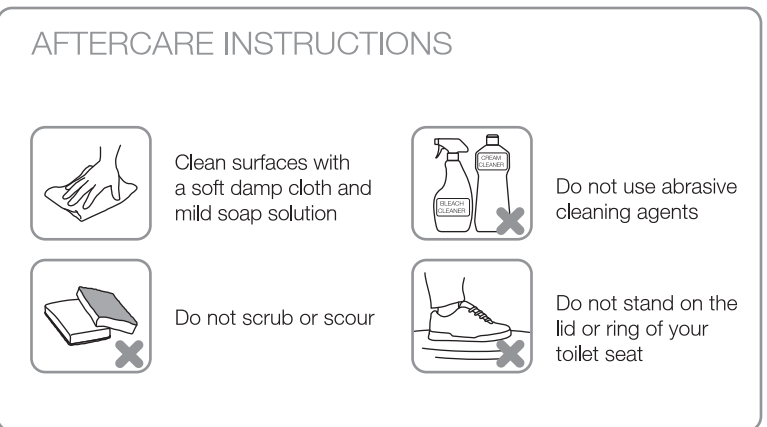 AFTERCARE INSTRUCTIONS
Clean surfaces with
a soft damp cloth and
mild soap solution
BLEACH
CLEANER
CREAM
CLEANER
Do not use abrasive
cleaning agents
Do not scrub or scour
Do not stand on the
lid or ring of your
toilet seat